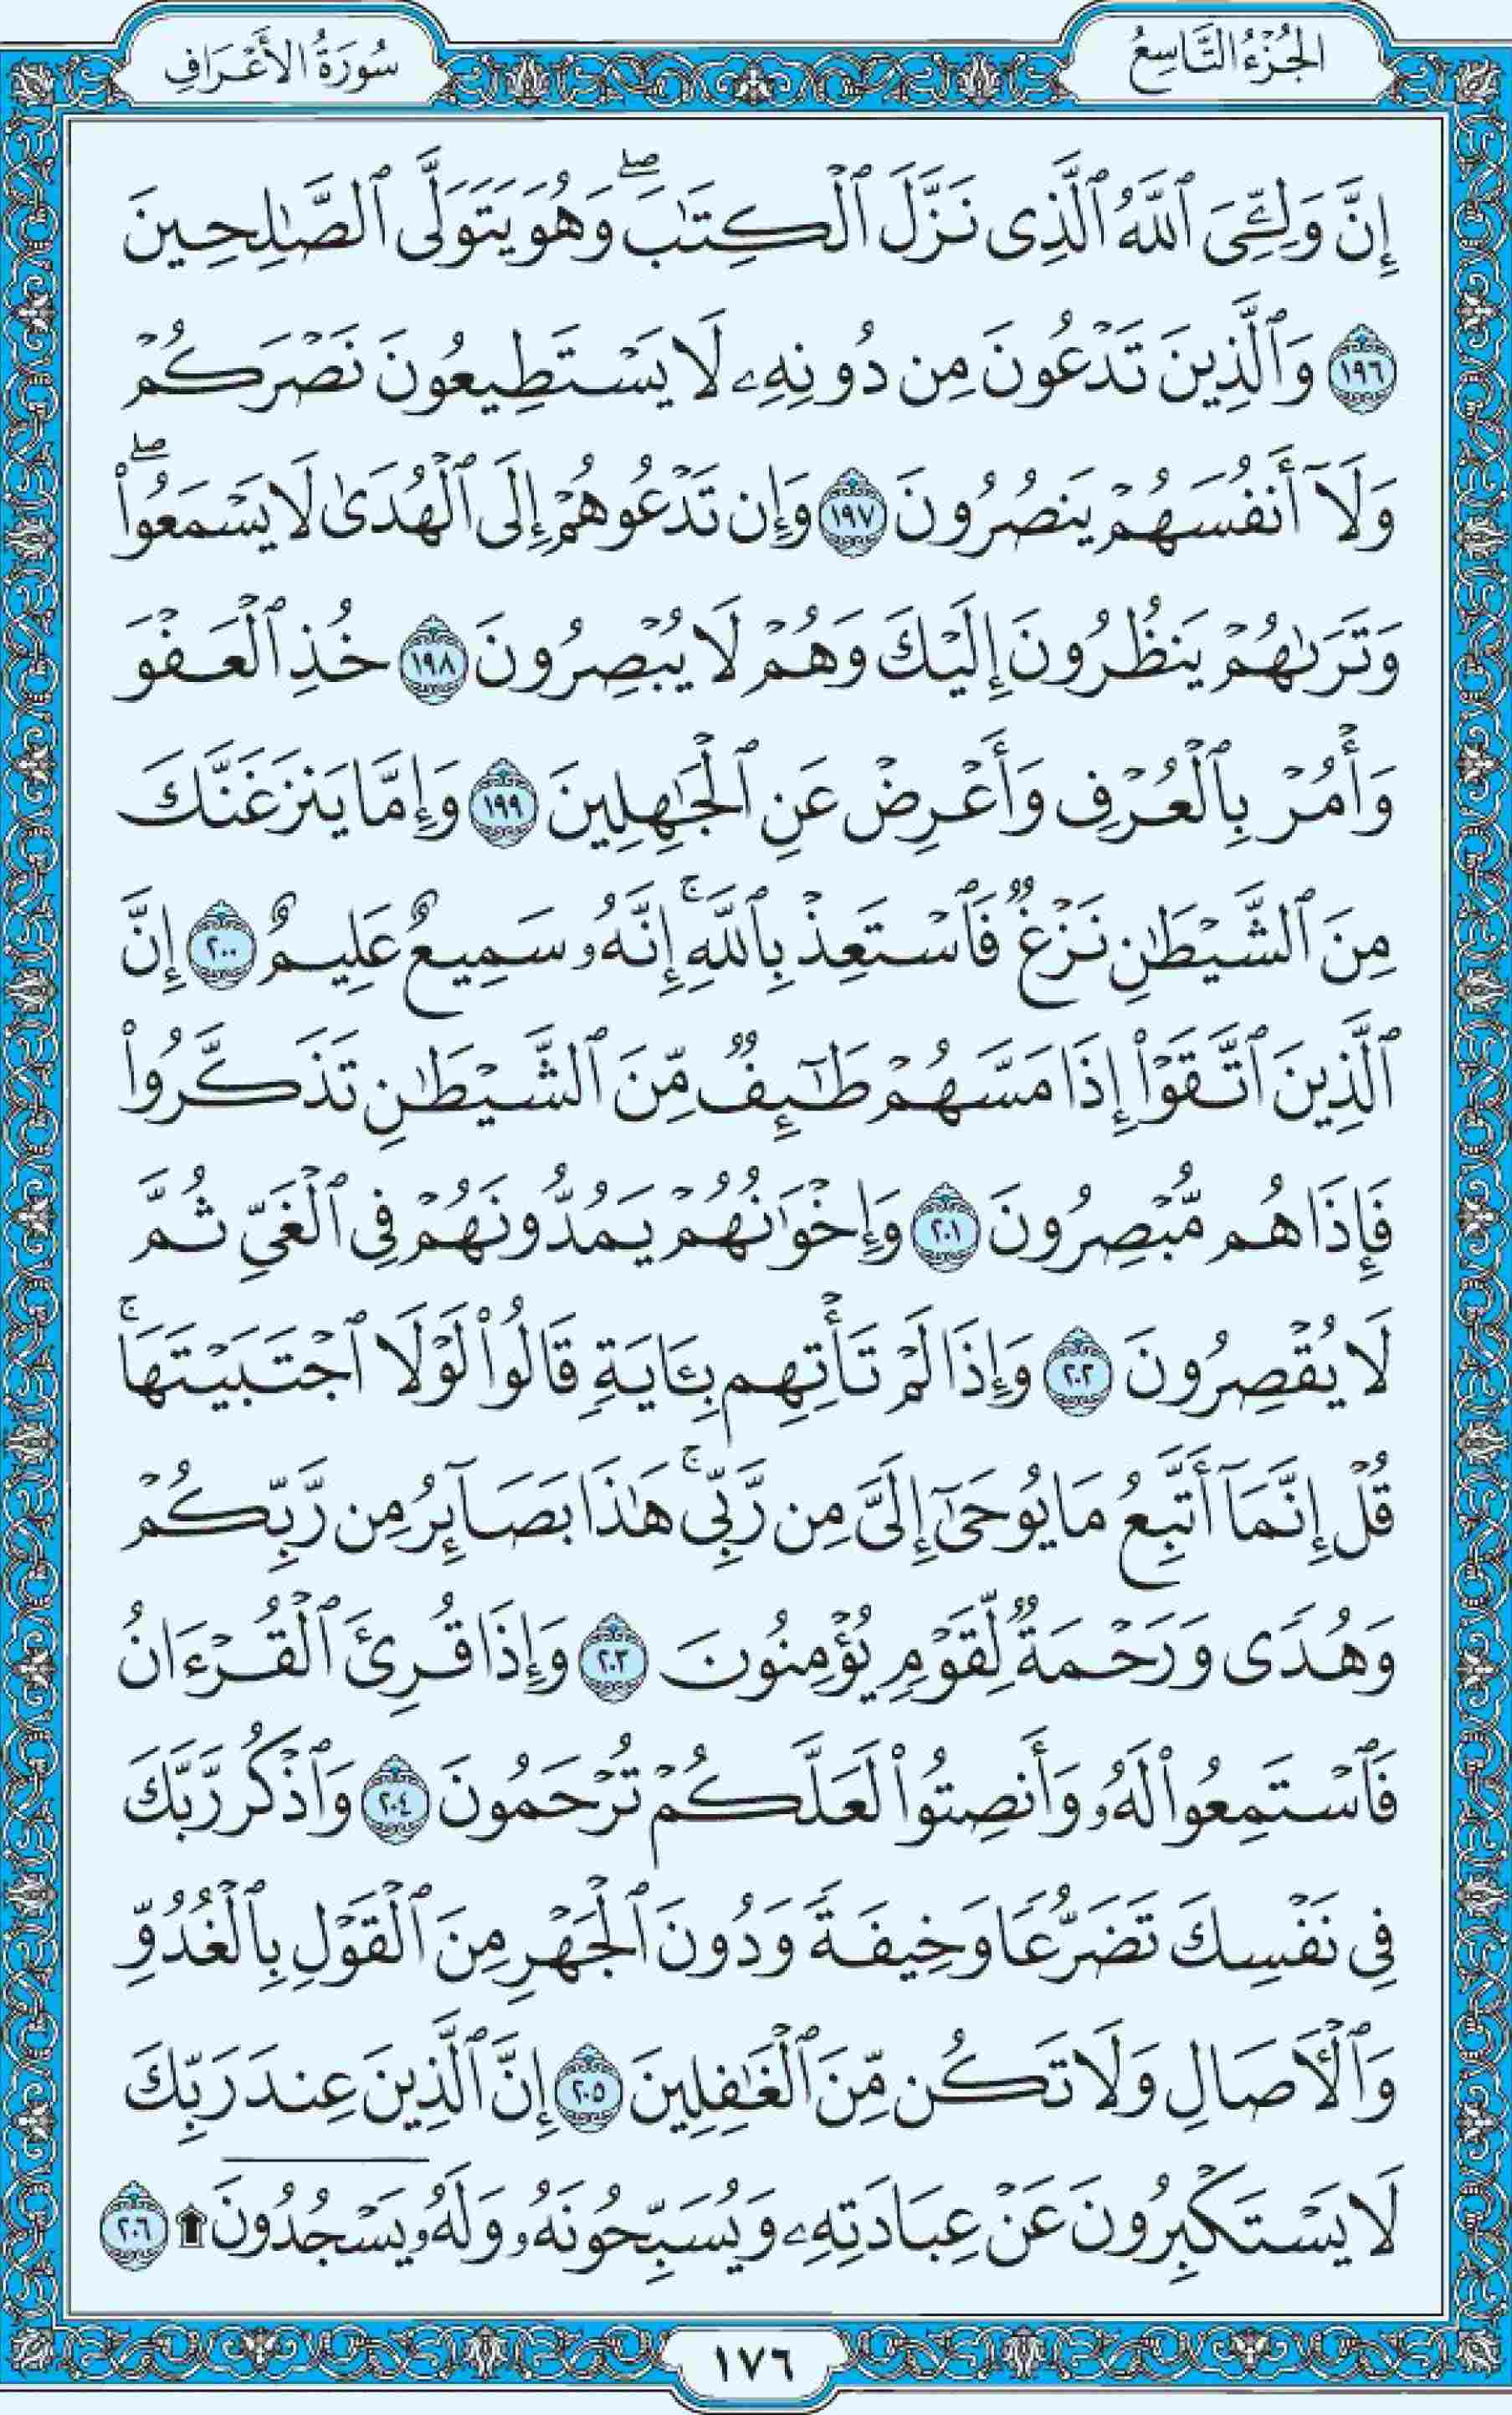 الجُزْءُ التَّاسِعُ
سُورَةُ الأَعْرَافِ
إِنَّ وَلِـِّۧيَ ٱللَّهُ ٱلَّذِى نَزَّلَ ٱلْكِتَٰبَ ۖ وَهُوَ يَتَوَلَّى ٱلصَّٰلِحِينَ
١٩٦ وَٱلَّذِينَ تَدْعُونَ مِن دُونِهِۦ لَا يَسْتَطِيعُونَ نَصْرَكُمْ
وَلَآ أَنفُسَهُمْ يَنصُرُونَ ١٩٧ وَإِن تَدْعُوهُمْ إِلَى ٱلْهُدَىٰ لَا يَسْمَعُوا۟ ۖ
وَتَرَىٰهُمْ يَنظُرُونَ إِلَيْكَ وَهُمْ لَا يُبْصِرُونَ ١٩٨ خُذِ ٱلْعَفْوَ
وَأْمُرْ بِٱلْعُرْفِ وَأَعْرِضْ عَنِ ٱلْجَٰهِلِينَ ١٩٩ وَإِمَّا يَنزَغَنَّكَ
مِنَ ٱلشَّيْطَٰنِ نَزْغٌ فَٱسْتَعِذْ بِٱللَّهِ ۚ إِنَّهُۥ سَمِيعٌ عَلِيمٌ ٢٠٠ إِنَّ
ٱلَّذِينَ ٱتَّقَوْا۟ إِذَا مَسَّهُمْ طَٰٓئِفٌ مِّنَ ٱلشَّيْطَٰنِ تَذَكَّرُوا۟
فَإِذَا هُم مُّبْصِرُونَ ٢٠١ وَإِخْوَٰنُهُمْ يَمُدُّونَهُمْ فِى ٱلْغَىِّ ثُمَّ
لَا يُقْصِرُونَ ٢٠٢ وَإِذَا لَمْ تَأْتِهِم بِـَٔايَةٍ قَالُوا۟ لَوْلَا ٱجْتَبَيْتَهَا ۚ
قُلْ إِنَّمَآ أَتَّبِعُ مَا يُوحَىٰٓ إِلَىَّ مِن رَّبِّى ۚ هَٰذَا بَصَآئِرُ مِن رَّبِّكُمْ
وَهُدًى وَرَحْمَةٌ لِّقَوْمٍ يُؤْمِنُونَ ٢٠٣ وَإِذَا قُرِئَ ٱلْقُرْءَانُ
فَٱسْتَمِعُوا۟ لَهُۥ وَأَنصِتُوا۟ لَعَلَّكُمْ تُرْحَمُونَ ٢٠٤ وَٱذْكُر رَّبَّكَ
فِى نَفْسِكَ تَضَرُّعًا وَخِيفَةً وَدُونَ ٱلْجَهْرِ مِنَ ٱلْقَوْلِ بِٱلْغُدُوِّ
وَٱلْءَاصَالِ وَلَا تَكُن مِّنَ ٱلْغَٰفِلِينَ ٢٠٥ إِنَّ ٱلَّذِينَ عِندَ رَبِّكَ
لَا يَسْتَكْبِرُونَ عَنْ عِبَادَتِهِۦ وَيُسَبِّحُونَهُۥ وَلَهُۥ يَسْجُدُونَ ۩ ٢٠٦
١٧٦